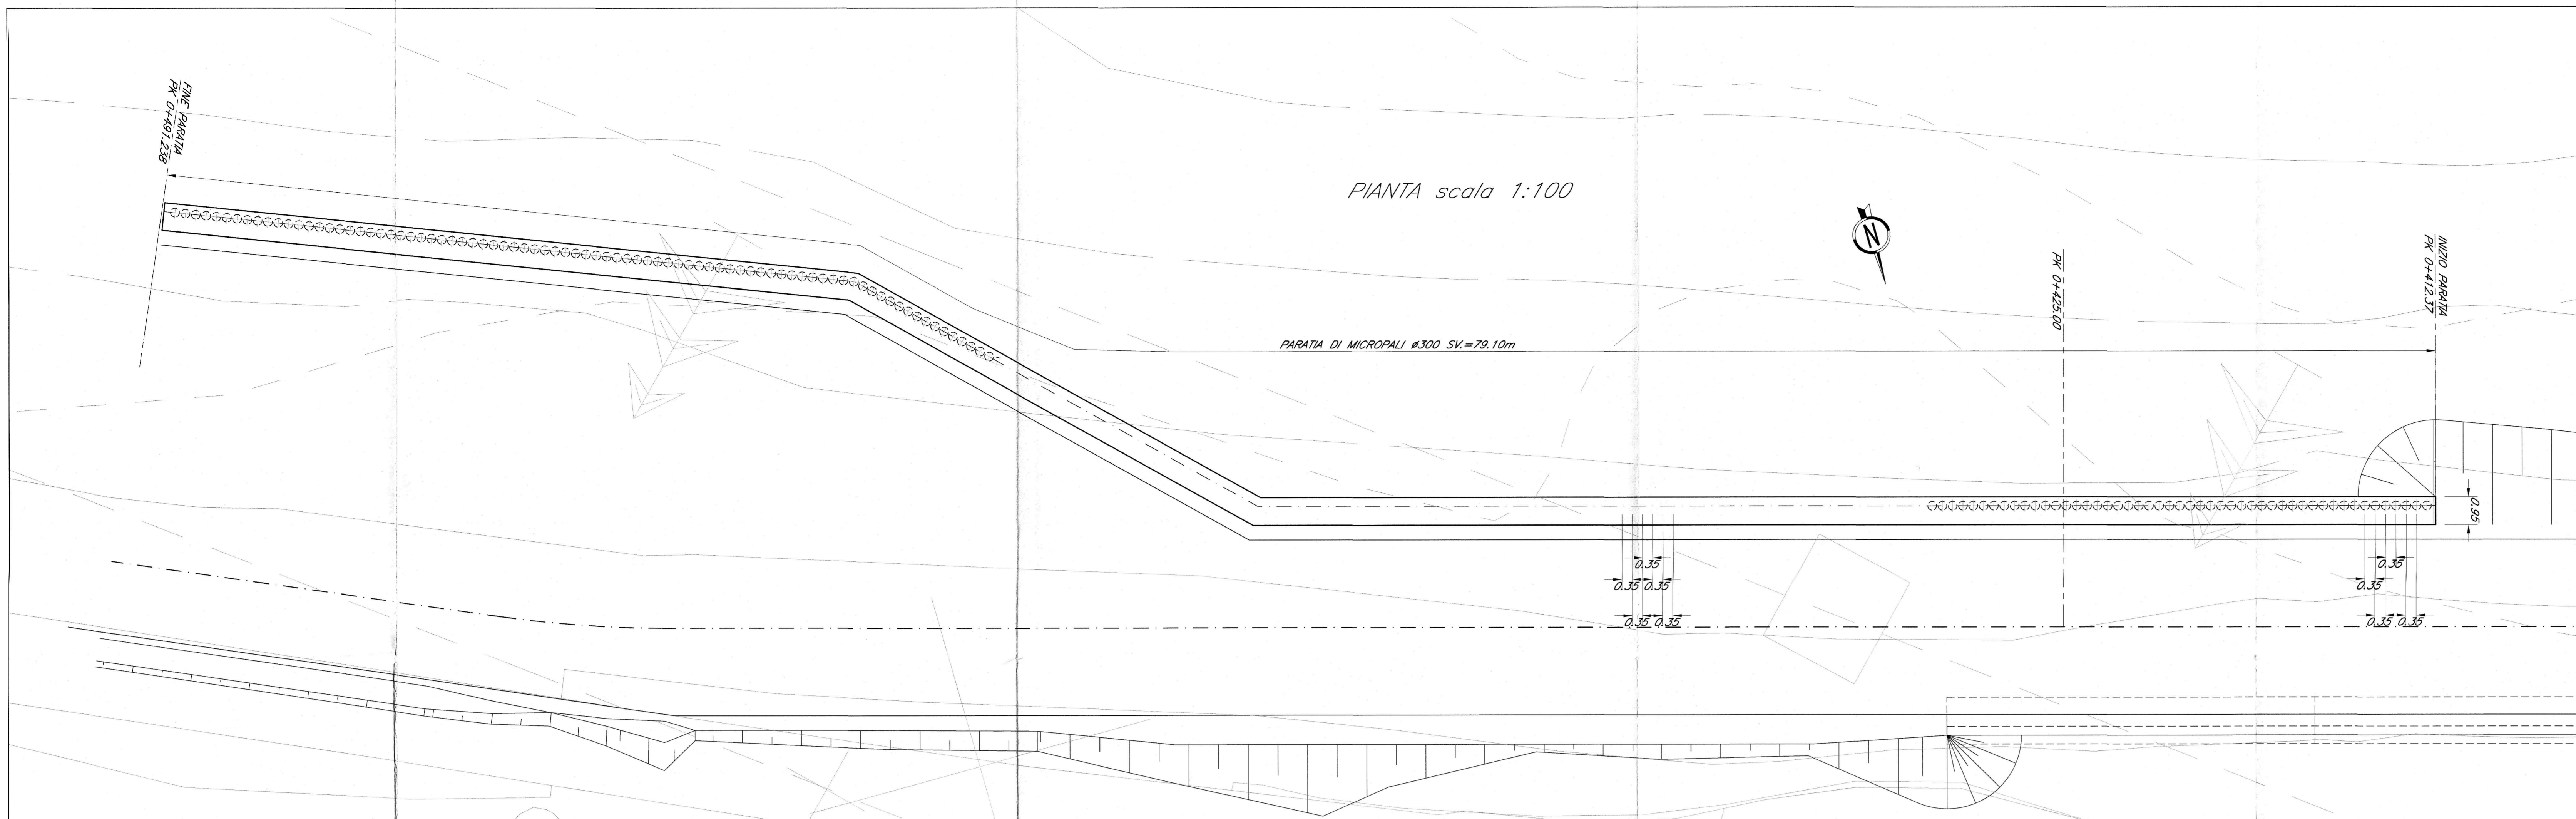 FINE PARATIA
PK 0+491.238
PIANTA scala 1:100
N
PK 0+425.00
INIZIO PARATIA
PK 0+412.37
PARATIA DI MICROPALI ø300 SV.=79.10m
0.95
0.35
0.35
0.35
0.35
0.35
0.35
0.35
0.35
0.35